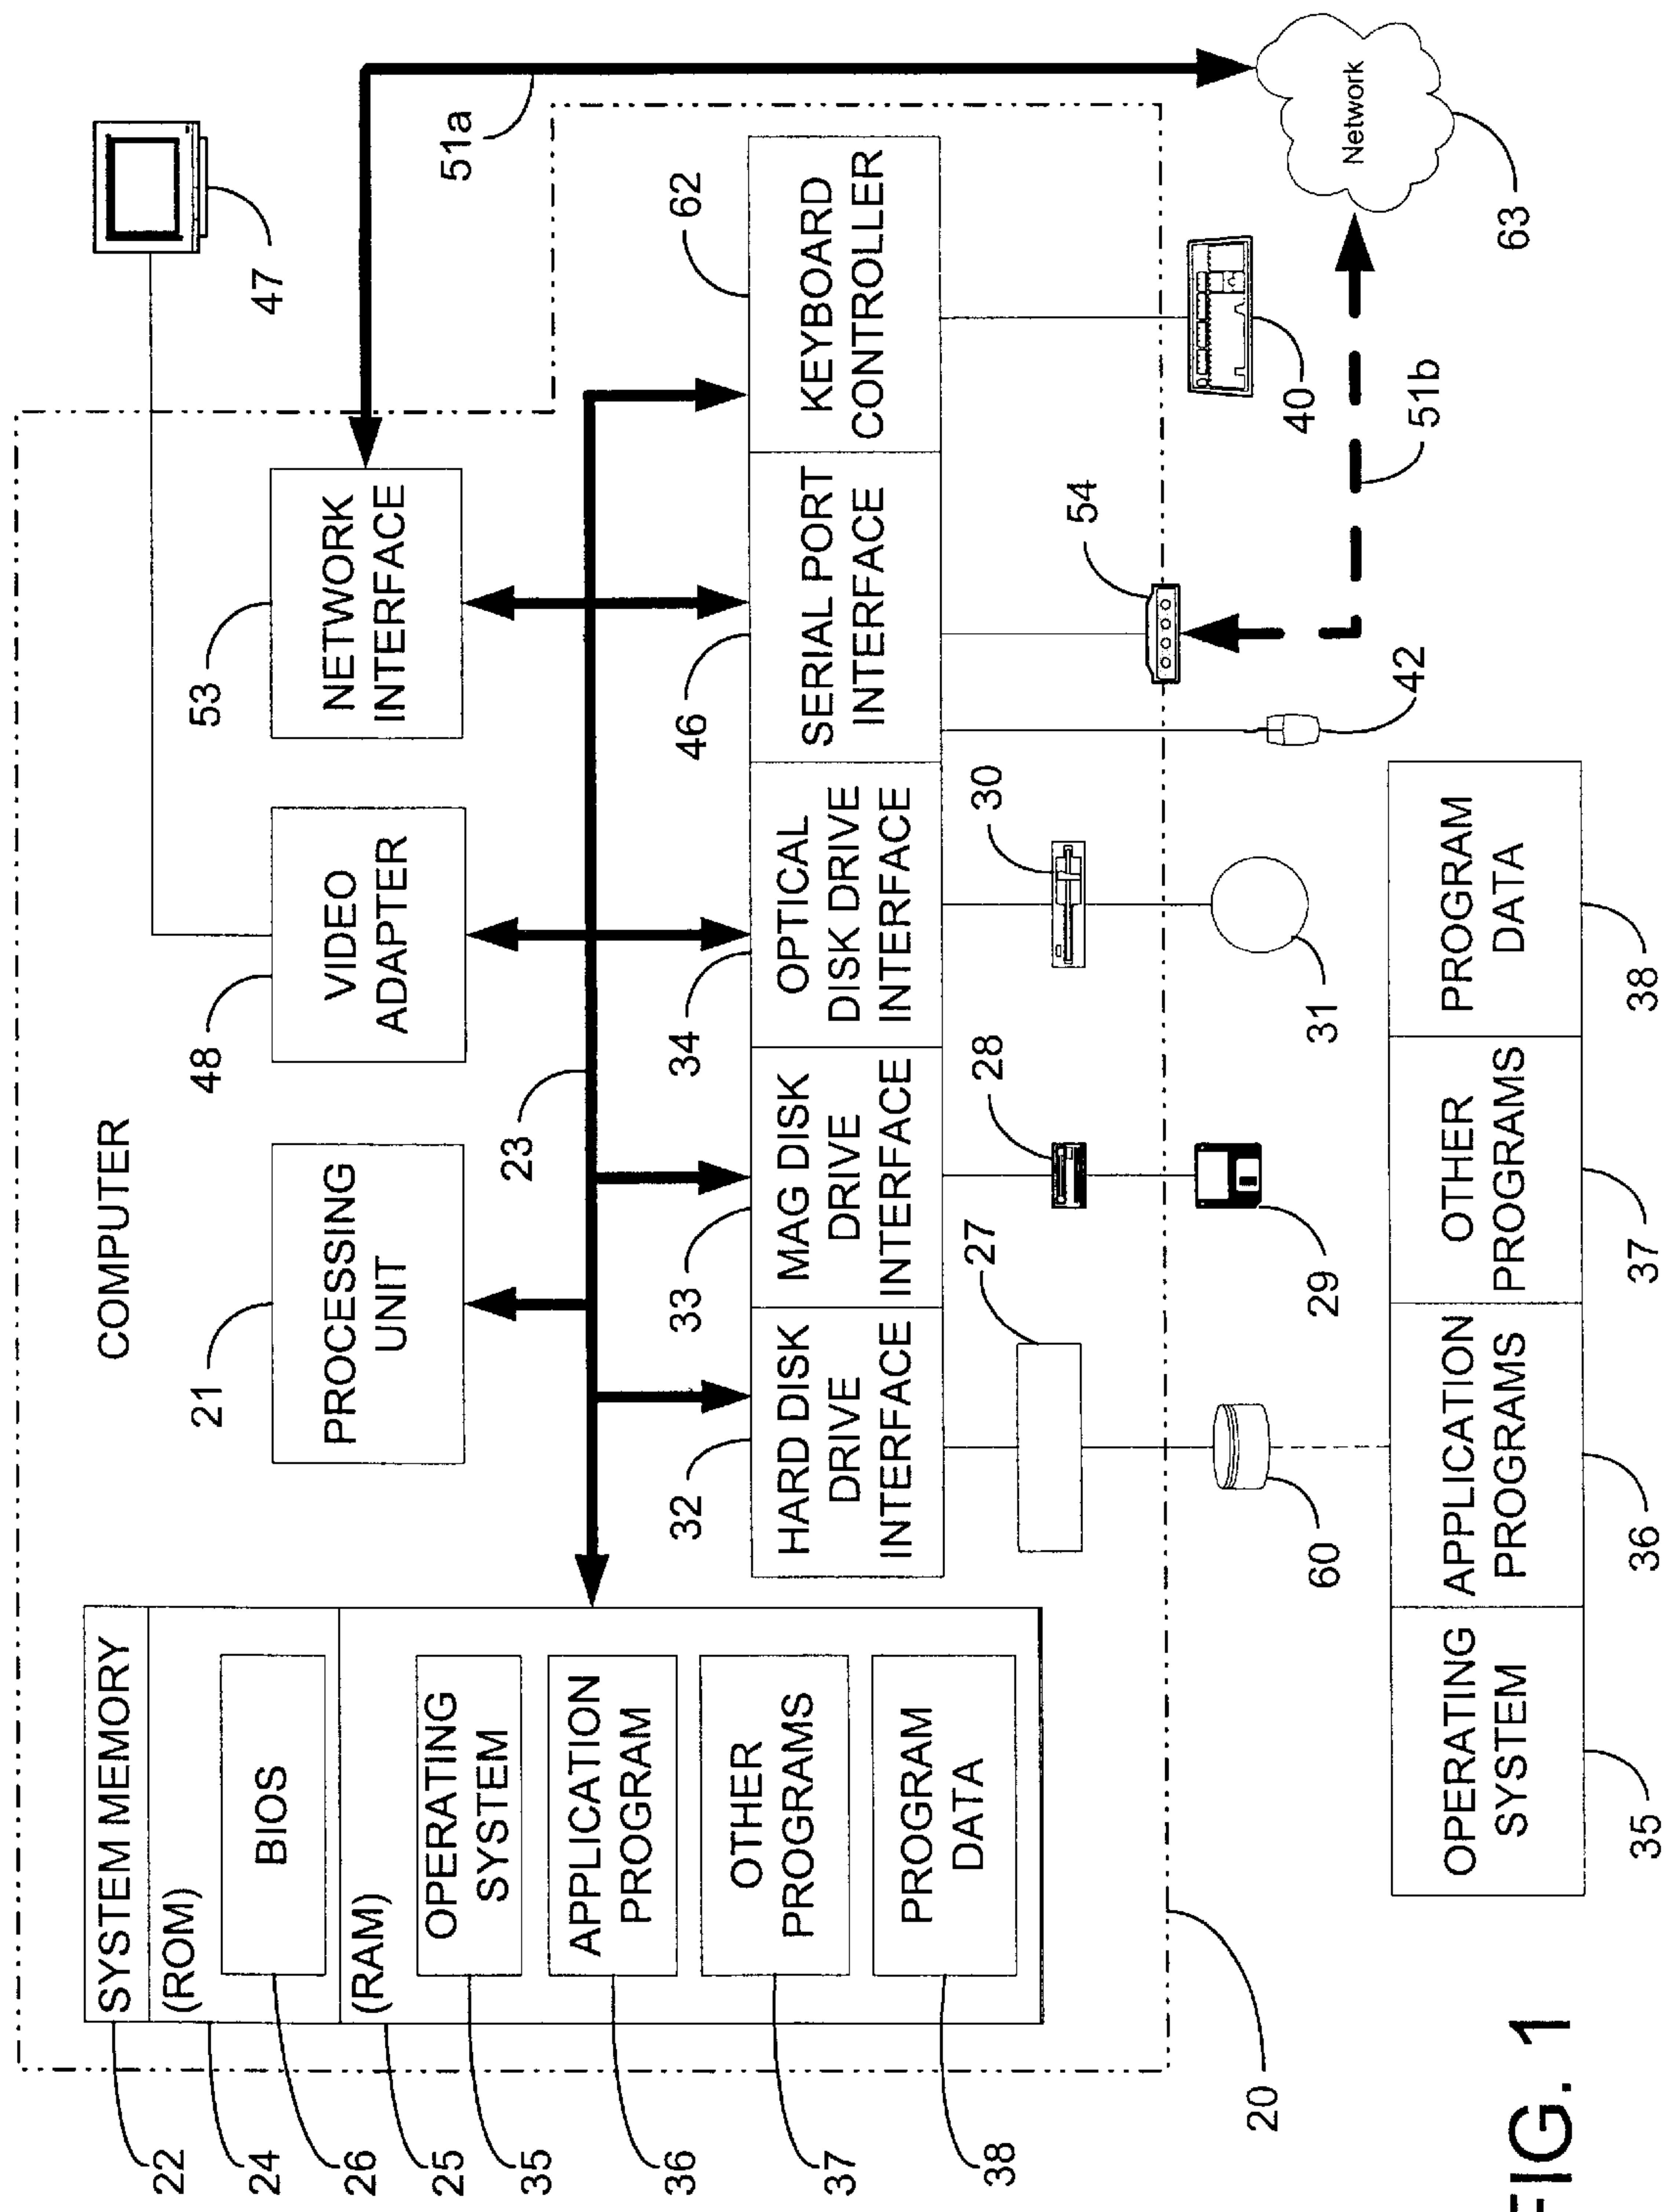 COMPUTER
22
SYSTEM MEMORY
24
(ROM)
26
BIOS
25
(RAM)
35
OPERATING
SYSTEM
36
APPLICATION
PROGRAM
37
OTHER
PROGRAMS
38
PROGRAM
DATA
21
PROCESSING
UNIT
48
VIDEO
ADAPTER
53
NETWORK
INTERFACE
47
51a
23
32
HARD DISK
DRIVE
INTERFACE
33
MAG DISK
DRIVE
INTERFACE
34
OPTICAL
DISK DRIVE
INTERFACE
46
SERIAL PORT
INTERFACE
62
KEYBOARD
CONTROLLER
27
28
30
54
20
60
29
31
42
40
51b
Network
63
OPERATING
SYSTEM
APPLICATION
PROGRAMS
OTHER
PROGRAMS
PROGRAM
DATA
35
36
37
38
FIG. 1